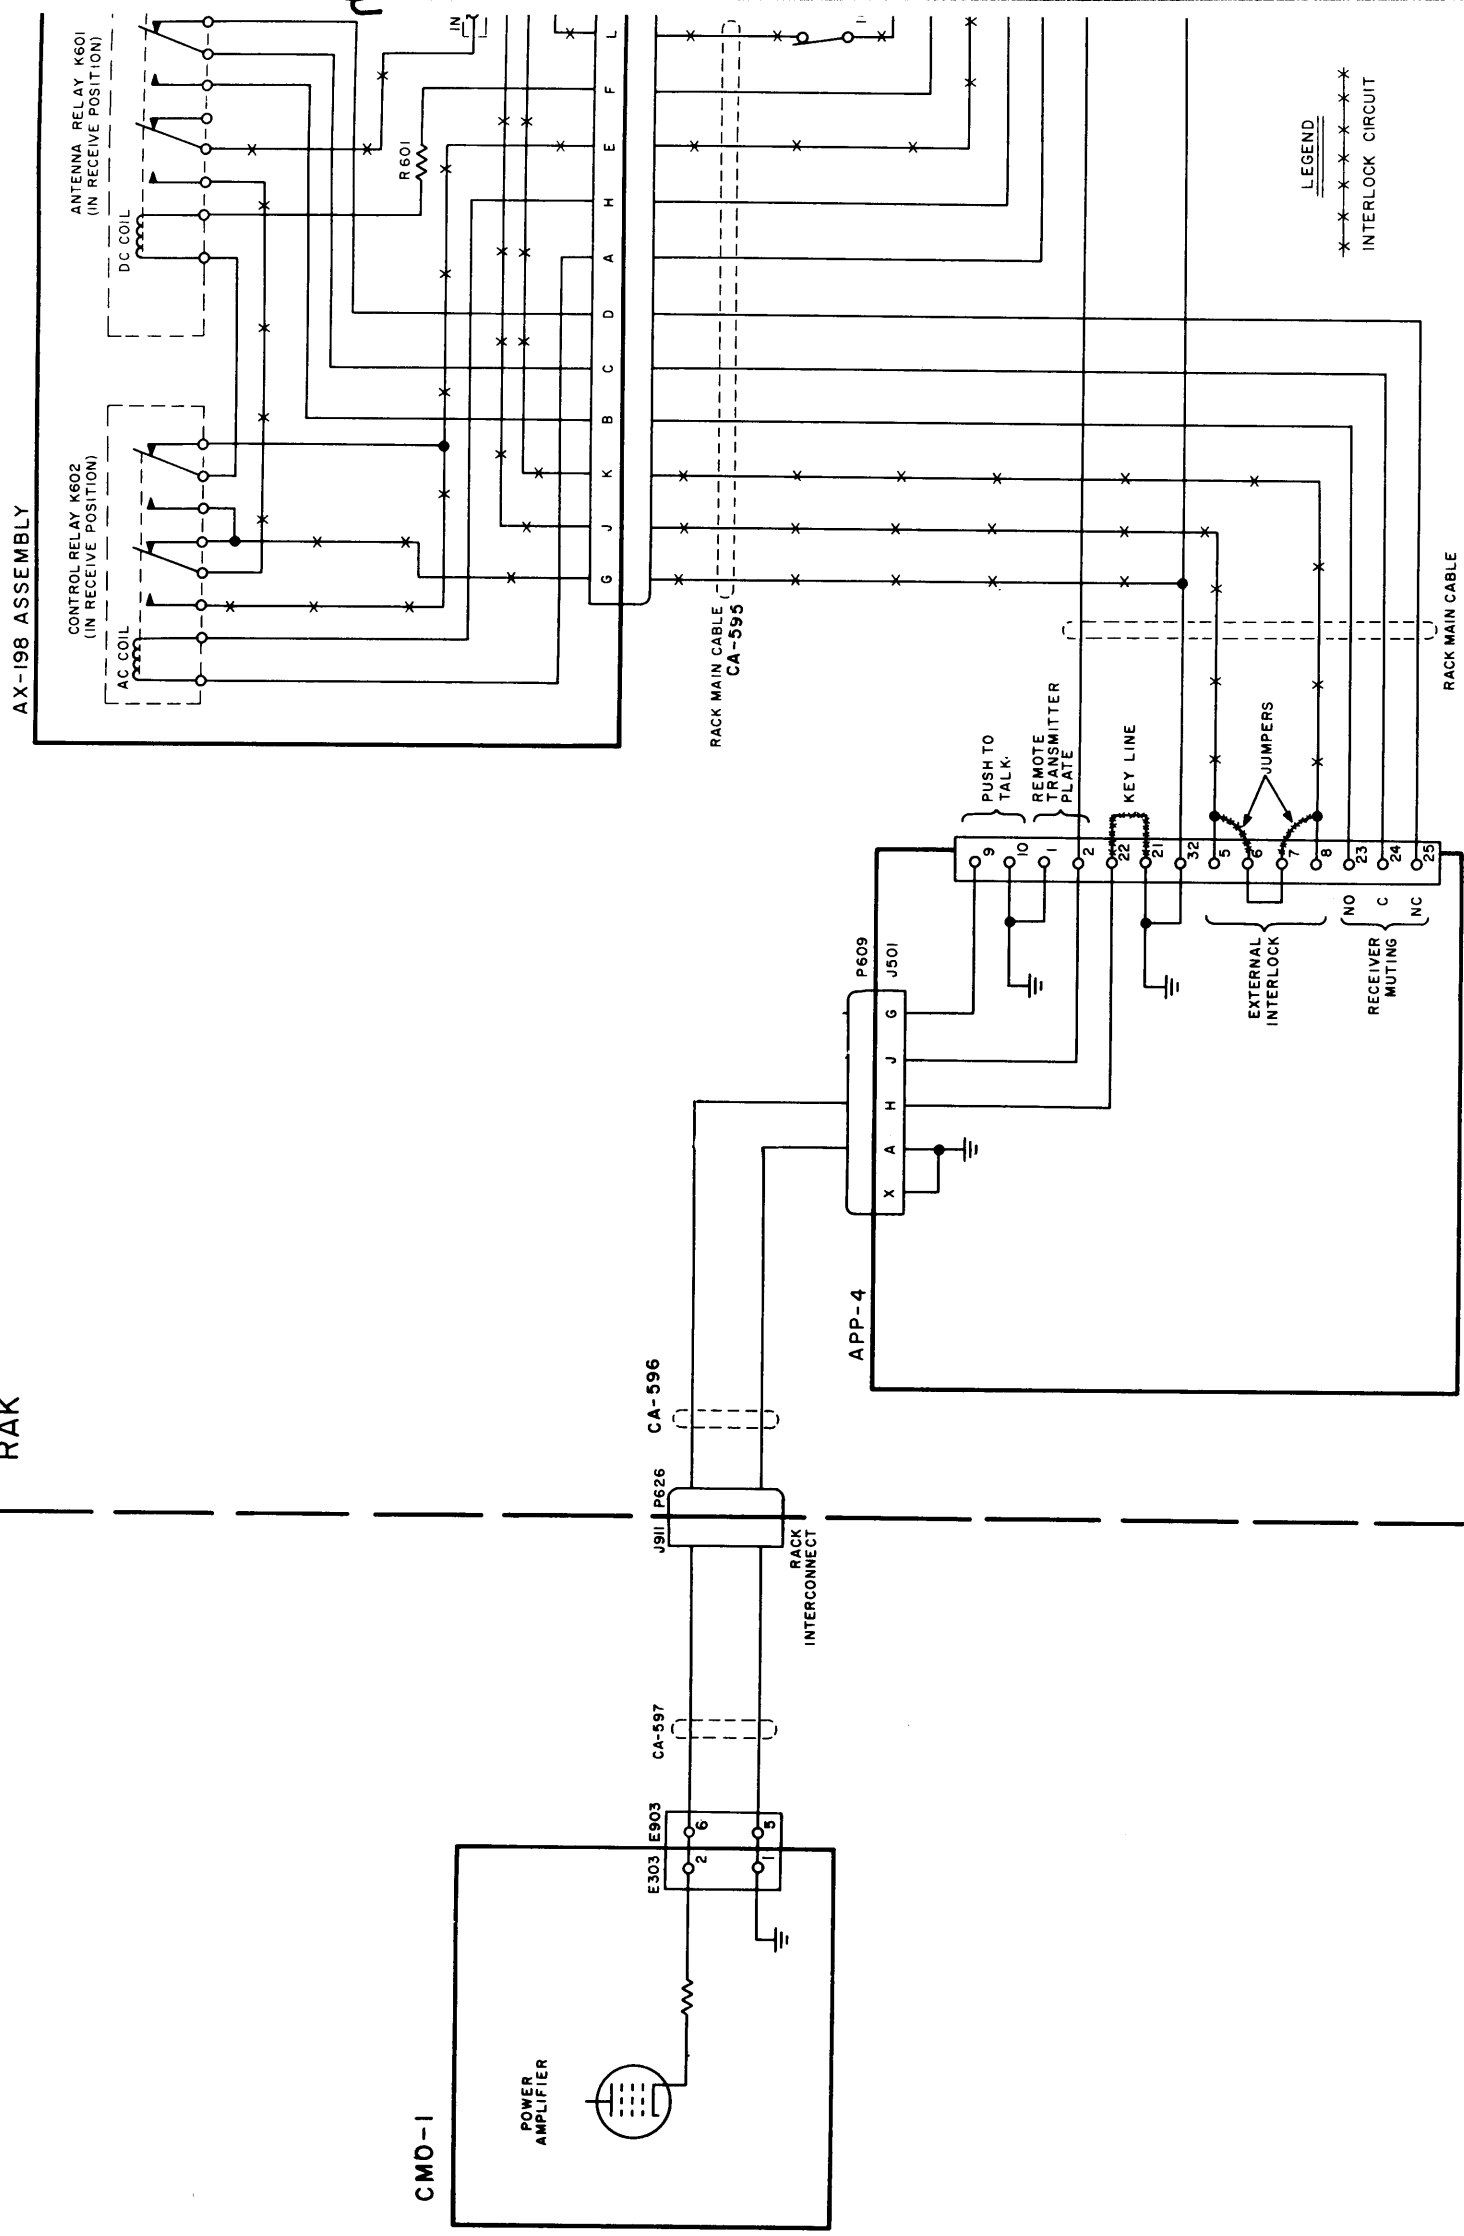 RAK
AX-198 ASSEMBLY
ANTENNA RELAY K601
(IN RECEIVE POSITION)
DC COIL
CONTROL RELAY K602
(IN RECEIVE POSITION)
AC COIL
R601
IN
L
F
E
H
A
D
C
B
K
J
G
RACK MAIN CABLE
CA-595
LEGEND
INTERLOCK CIRCUIT
RACK MAIN CABLE
PUSH TO
TALK.
REMOTE
TRANSMITTER
PLATE
KEY LINE
JUMPERS
9
10
1
2
22
21
32
5
6
7
8
23
24
25
NO
C
NC
EXTERNAL
INTERLOCK
RECEIVER
MUTING
P609
J501
G
J
H
A
X
APP-4
CA-596
J911
P626
RACK
INTERCONNECT
CA-597
E303
E903
2
6
1
5
POWER
AMPLIFIER
CMO-1